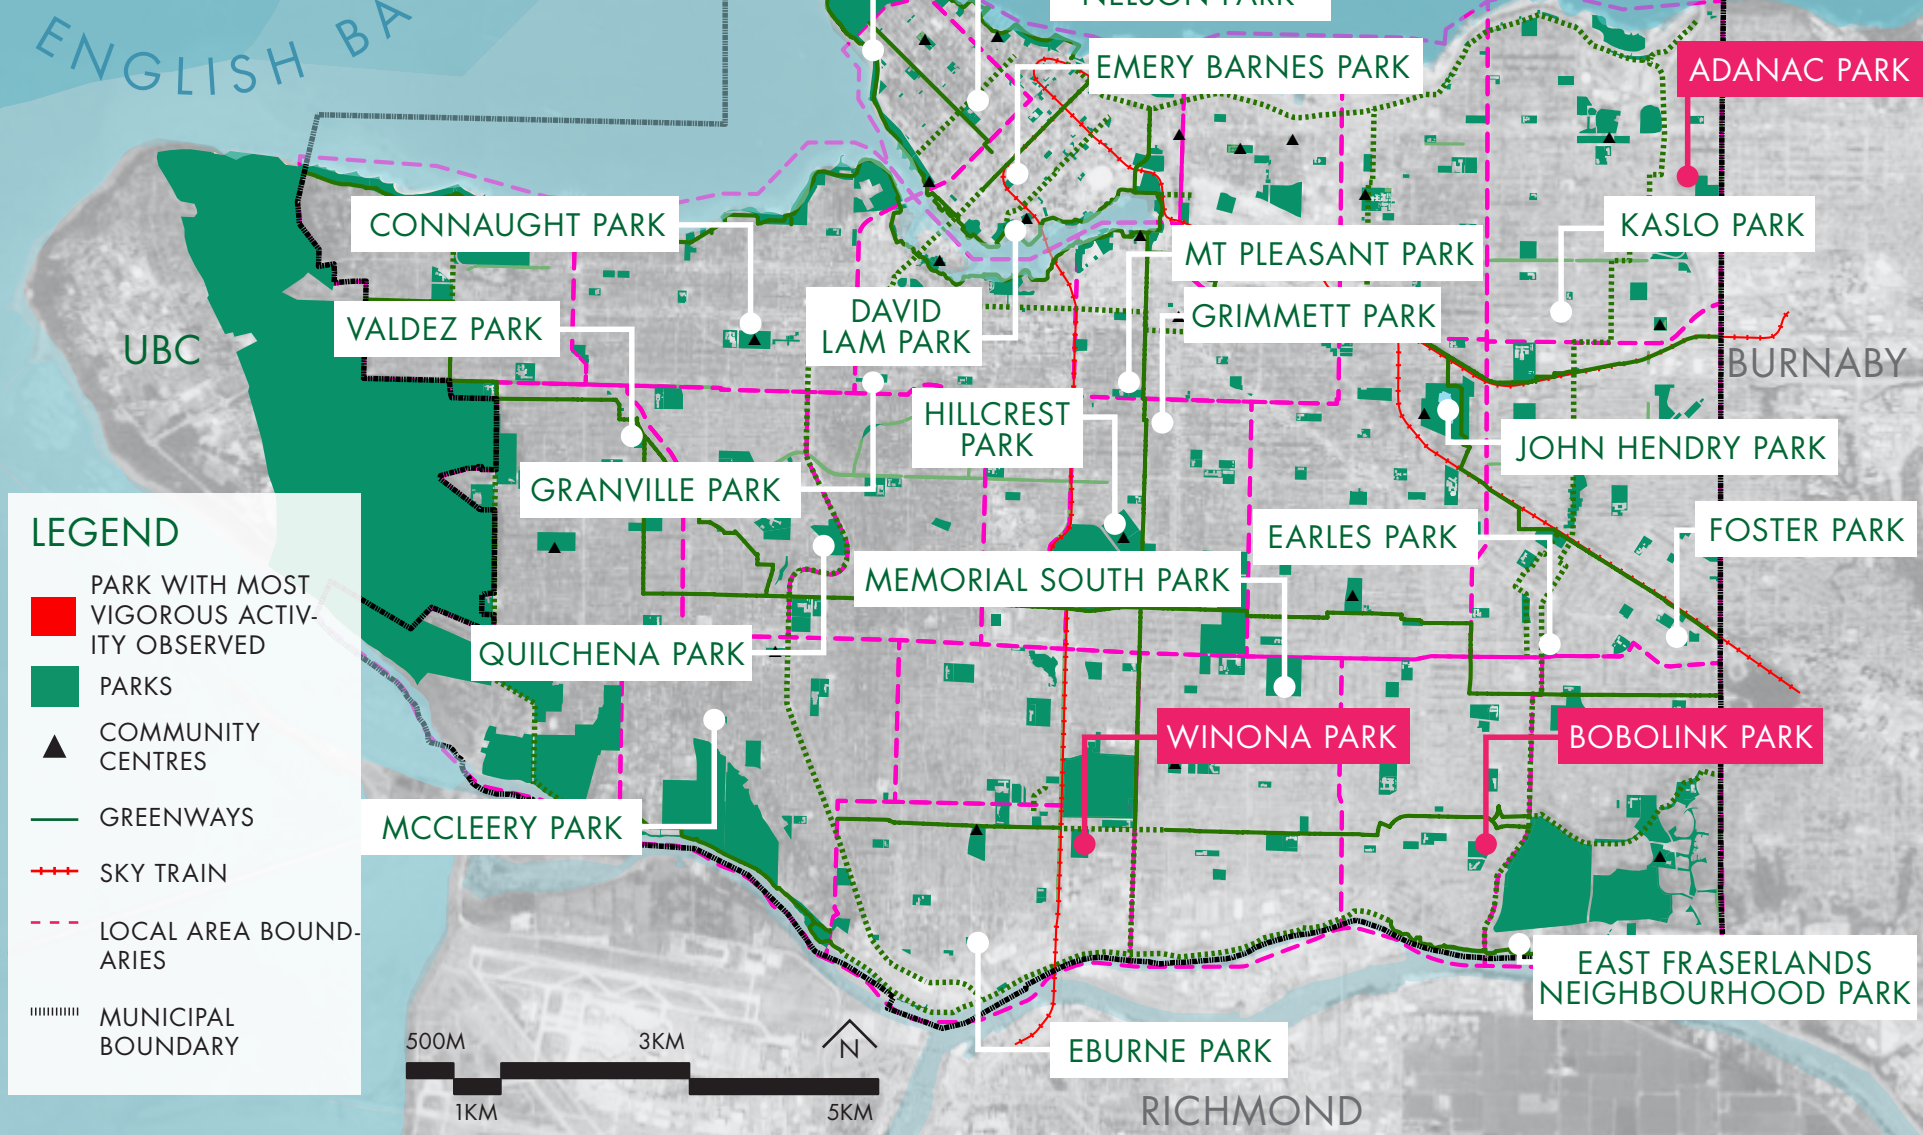 NELSON PARK
ENGLISH BA
EMERY BARNES PARK
ADANAC PARK
CONNAUGHT PARK
KASLO PARK
MT PLEASANT PARK
VALDEZ PARK
DAVID
LAM PARK
GRIMMETT PARK
UBC
BURNABY
HILLCREST
PARK
JOHN HENDRY PARK
GRANVILLE PARK
FOSTER PARK
EARLES PARK
MEMORIAL SOUTH PARK
QUILCHENA PARK
WINONA PARK
BOBOLINK PARK
MCCLEERY PARK
EAST FRASERLANDS
NEIGHBOURHOOD PARK
EBURNE PARK
RICHMOND
LEGEND
PARK WITH MOST
VIGOROUS ACTIV-
ITY OBSERVED
PARKS
COMMUNITY
CENTRES
GREENWAYS
SKY TRAIN
LOCAL AREA BOUND-
ARIES
MUNICIPAL
BOUNDARY
500M
3KM
N
1KM
5KM